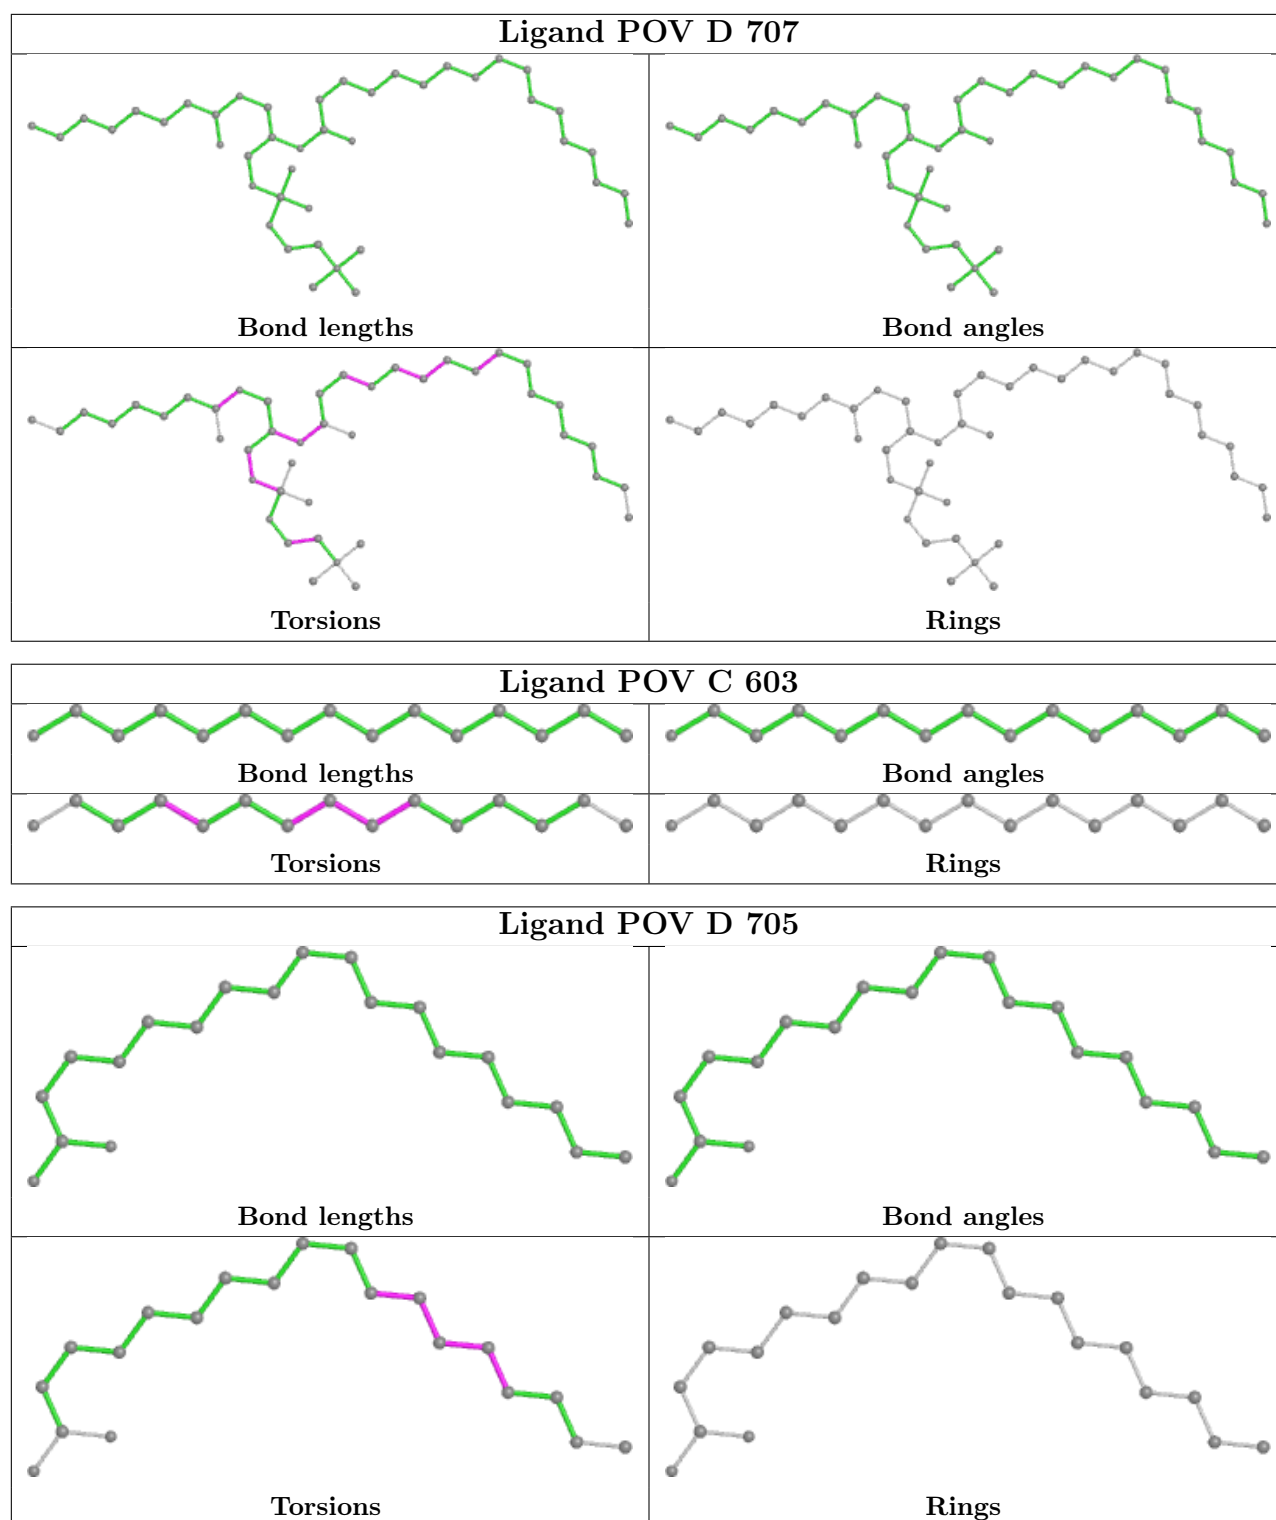 Ligand POV D 707
Bond lengths
Bond angles
Torsions
Rings
Ligand POV C 603
Bond lengths
Bond angles
Torsions
Rings
Ligand POV D 705
Bond lengths
Bond angles
Torsions
Rings